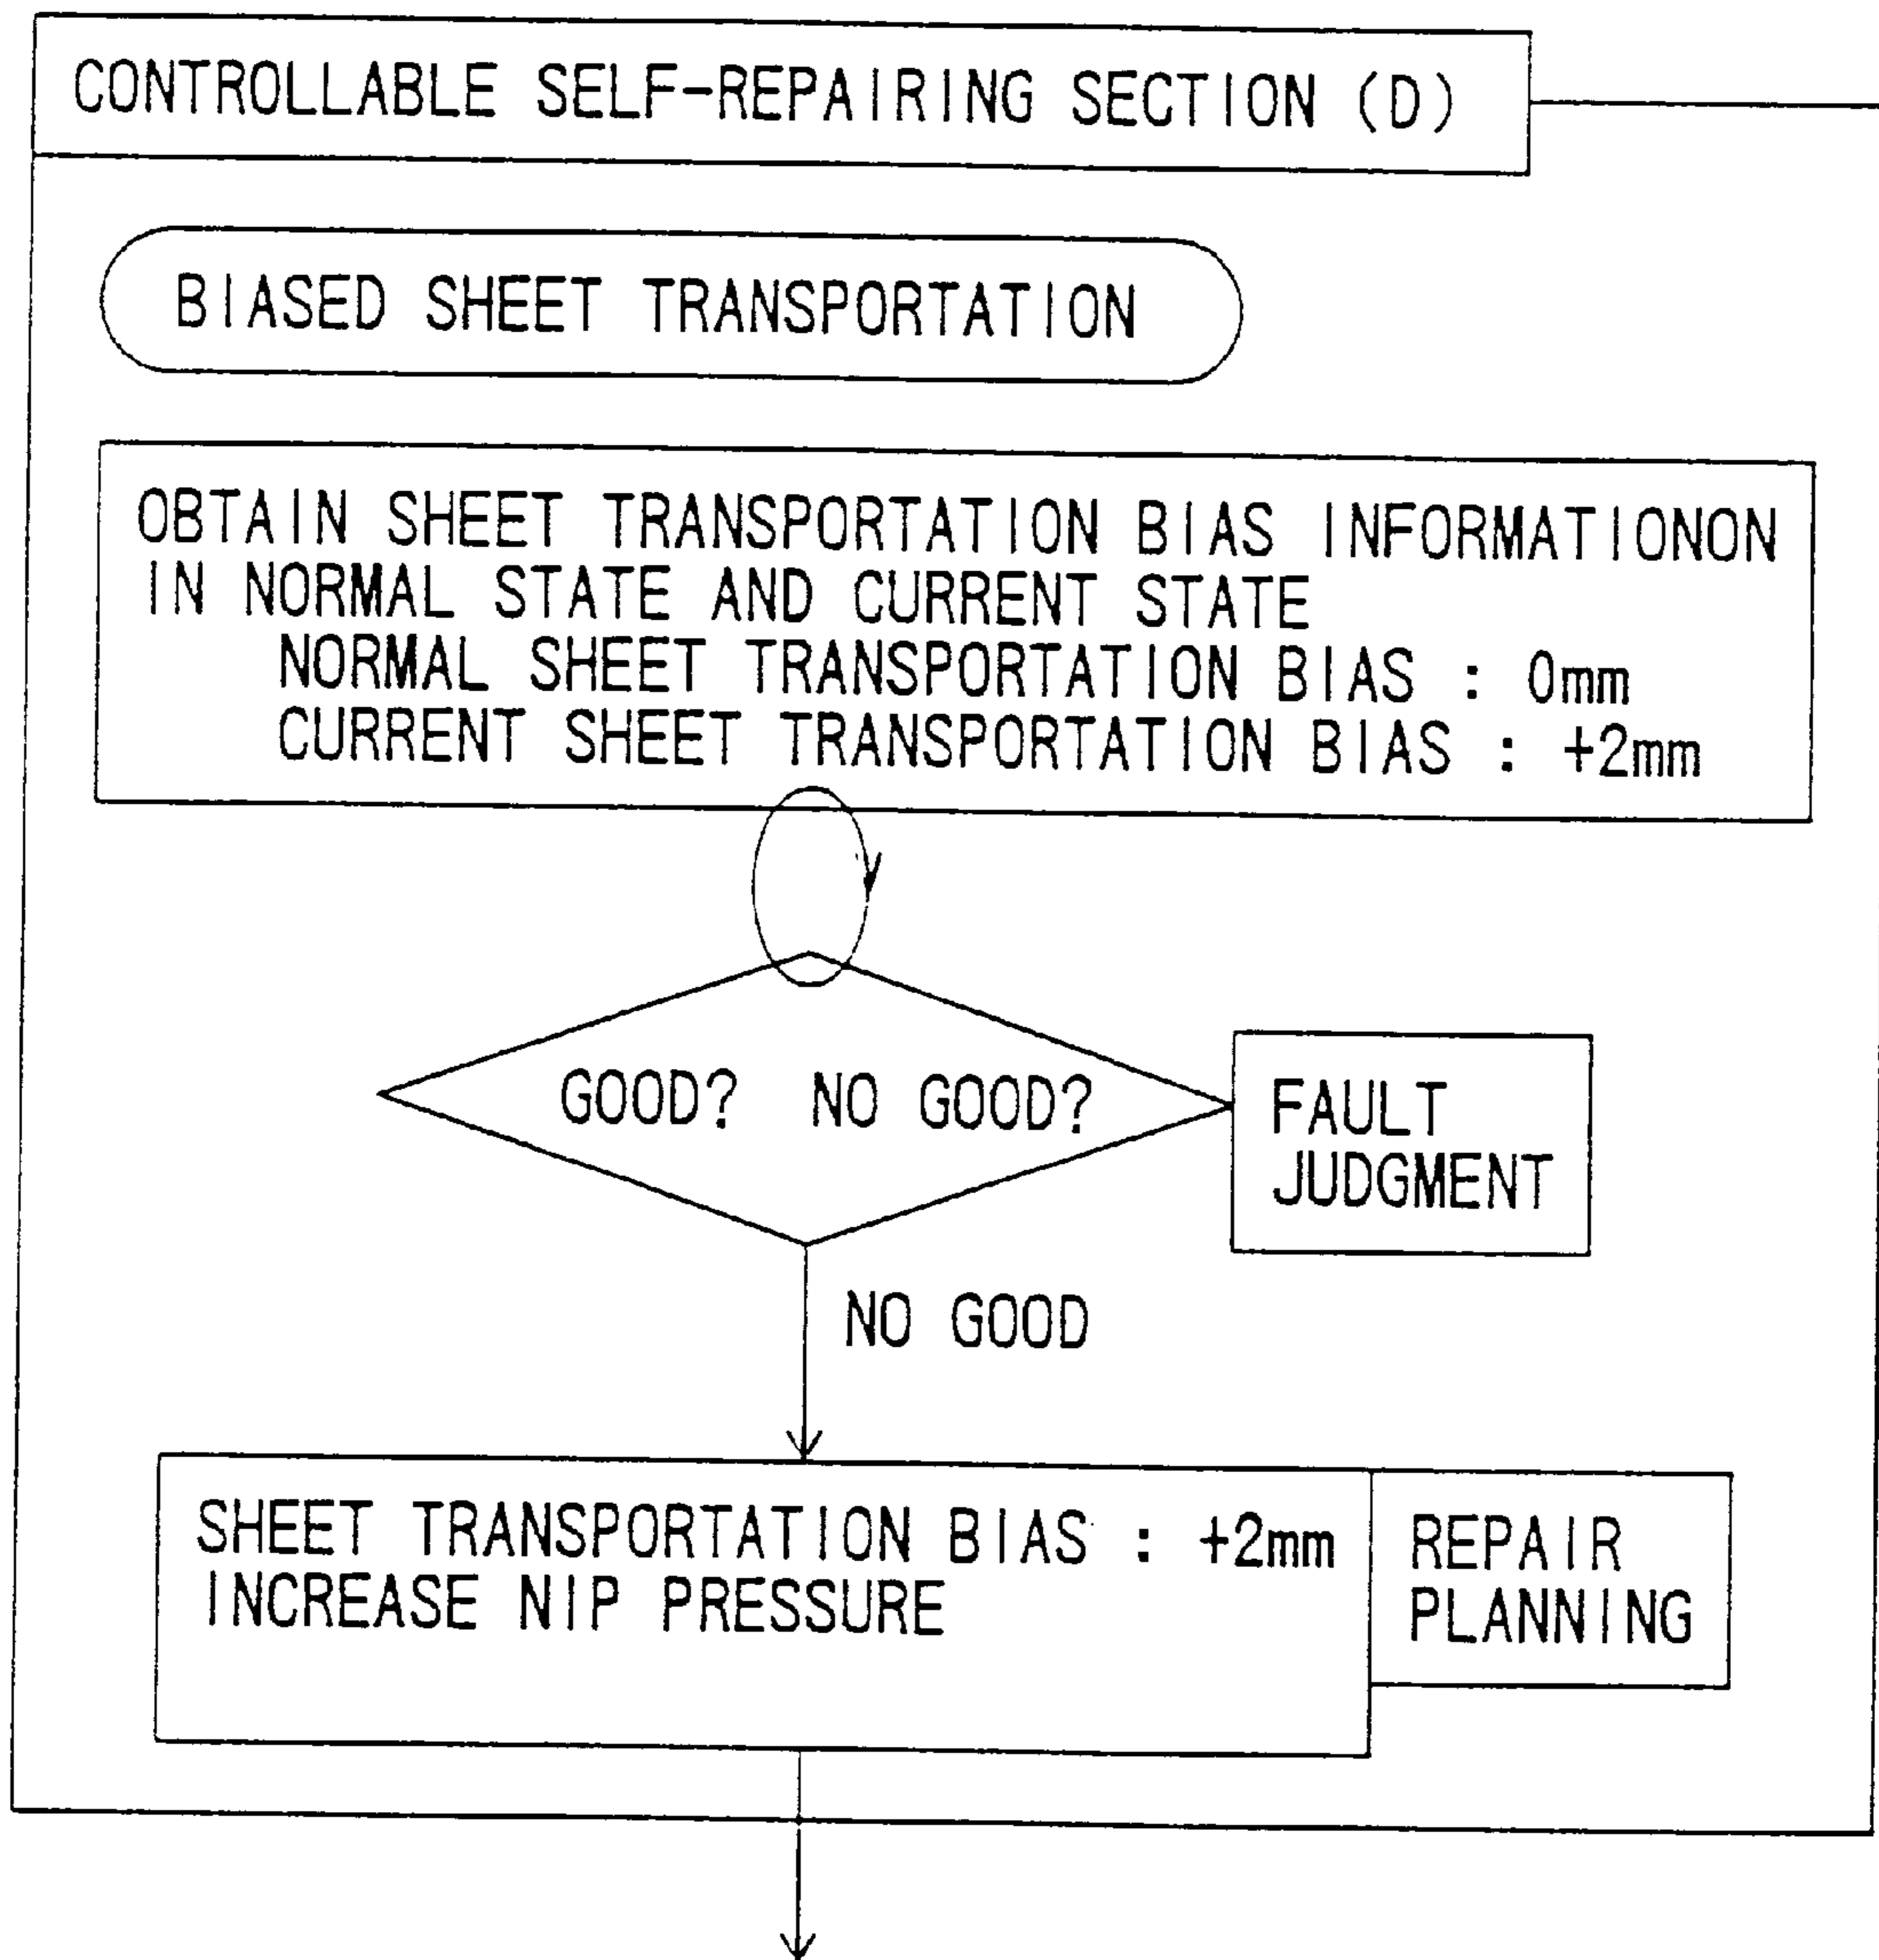 CONTROLLABLE SELF-REPAIRING SECTION (D)
BIASED SHEET TRANSPORTATION
OBTAIN SHEET TRANSPORTATION BIAS INFORMATIONON
IN NORMAL STATE AND CURRENT STATE
NORMAL SHEET TRANSPORTATION BIAS : 0mm
CURRENT SHEET TRANSPORTATION BIAS : +2mm
GOOD? NO GOOD?
FAULT
JUDGMENT
NO GOOD
SHEET TRANSPORTATION BIAS : +2mm
INCREASE NIP PRESSURE
REPAIR
PLANNING